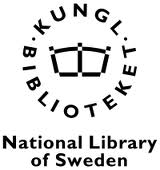 · KUNGL ·
BIBLIOTEKET
National Library
of Sweden